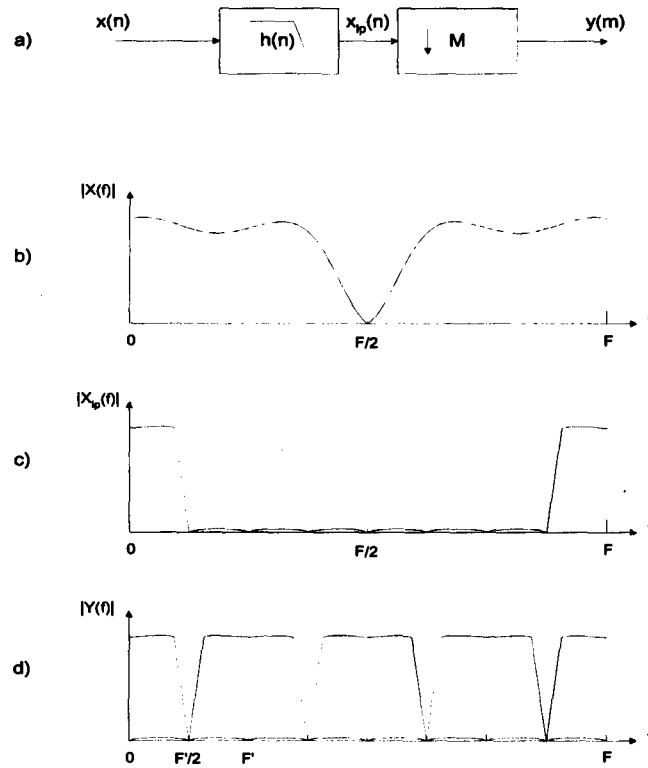 a)
x(n)
h(n)
x_lp(n)
M
y(m)
b)
|X(f)|
0
F/2
F
c)
|X_lp(f)|
0
F/2
F
d)
|Y(f)|
0
F'/2
F'
F